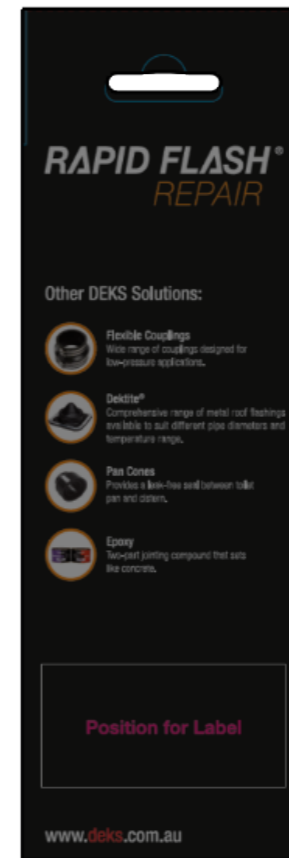 RAPID FLASH®
REPAIR
Other DEKS Solutions:
Flexible Couplings
Wide range of couplings designed for
low-pressure applications.
Dektite®
Comprehensive range of metal roof flashings
available to suit different pipe diameters and
temperature range.
Pan Cones
Provides a leak-free seal between toilet
pan and cistern.
Epoxy
Two-part jointing compound that sets
like concrete.
Position for Label
www.deks.com.au